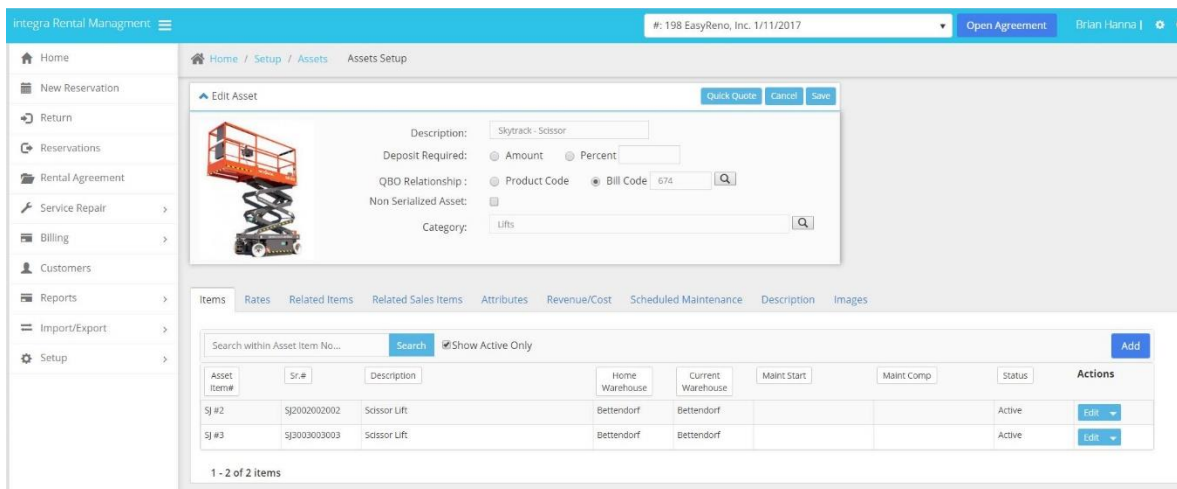 integra Rental Managment
#: 198 EasyReno, Inc. 1/11/2017
Open Agreement
Brian Hanna |
Home
New Reservation
Return
Reservations
Rental Agreement
Service Repair
Billing
Customers
Reports
Import/Export
Setup
Home / Setup / Assets Assets Setup
Edit Asset
Quick Quote Cancel Save
Description: Skytrack - Scissor
Deposit Required: Amount Percent
QBO Relationship : Product Code Bill Code 674
Non Serialized Asset:
Category: Lifts
Items Rates Related Items Related Sales Items Attributes Revenue/Cost Scheduled Maintenance Description Images
Search within Asset Item No... Search Show Active Only Add
Asset Item# Sr.# Description Home Warehouse Current Warehouse Maint Start Maint Comp Status Actions
SJ #2 SJ2002002002 Scissor Lift Bettendorf Bettendorf Active Edit
SJ #3 SJ3003003003 Scissor Lift Bettendorf Bettendorf Active Edit
1 - 2 of 2 items